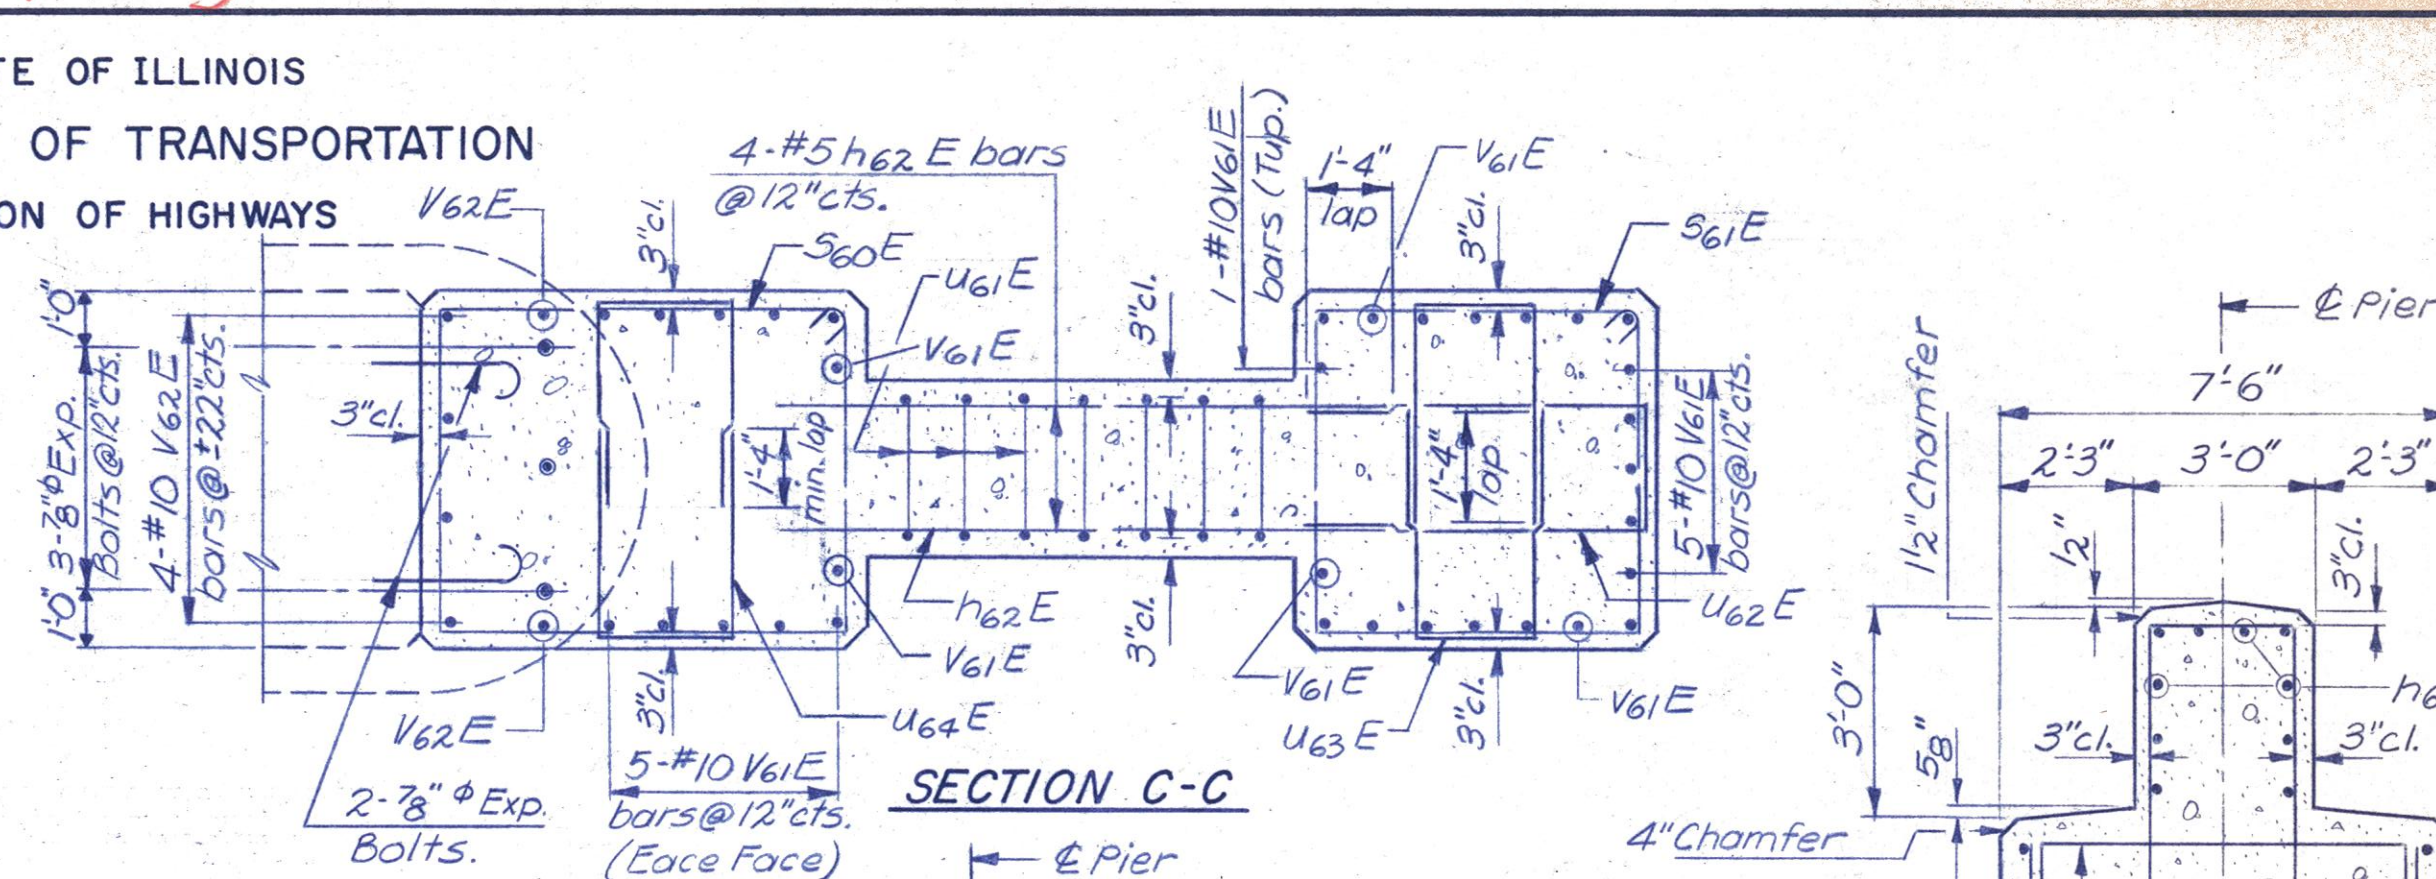 TE OF ILLINOIS
OF TRANSPORTATION
ON OF HIGHWAYS
V62E
4-#5 h62 E bars
@ 12"cts.
3"cl.
S60E
u61E
V61E
1-#10 V61E
bars (Typ.)
1'-4"
lap
V61E
3"cl.
S61E
3"cl.
1'-0"
3-7/8"ϕ Exp.
Bolts @ 12"cts.
1'-0"
4-#10 V62E
bars @ ±22"cts.
3"cl.
1'-4"
min. lap
1'-4"
lap
5-#10 V61E
bars @ 12"cts.
h62E
V61E
3"cl.
u62E
V61E
V61E
u63E
3"cl.
V62E
3"cl.
u64E
5-#10 V61E
bars @ 12"cts.
(Eace Face)
2-7/8" ϕ Exp.
Bolts.
SECTION C-C
℄ Pier
℄ Pier
7'-6"
2'-3"
3'-0"
2'-3"
1 1/2" Chamfer
1/2"
3"cl.
3'-0"
5/8"
3"cl.
3"cl.
h6
4" Chamfer